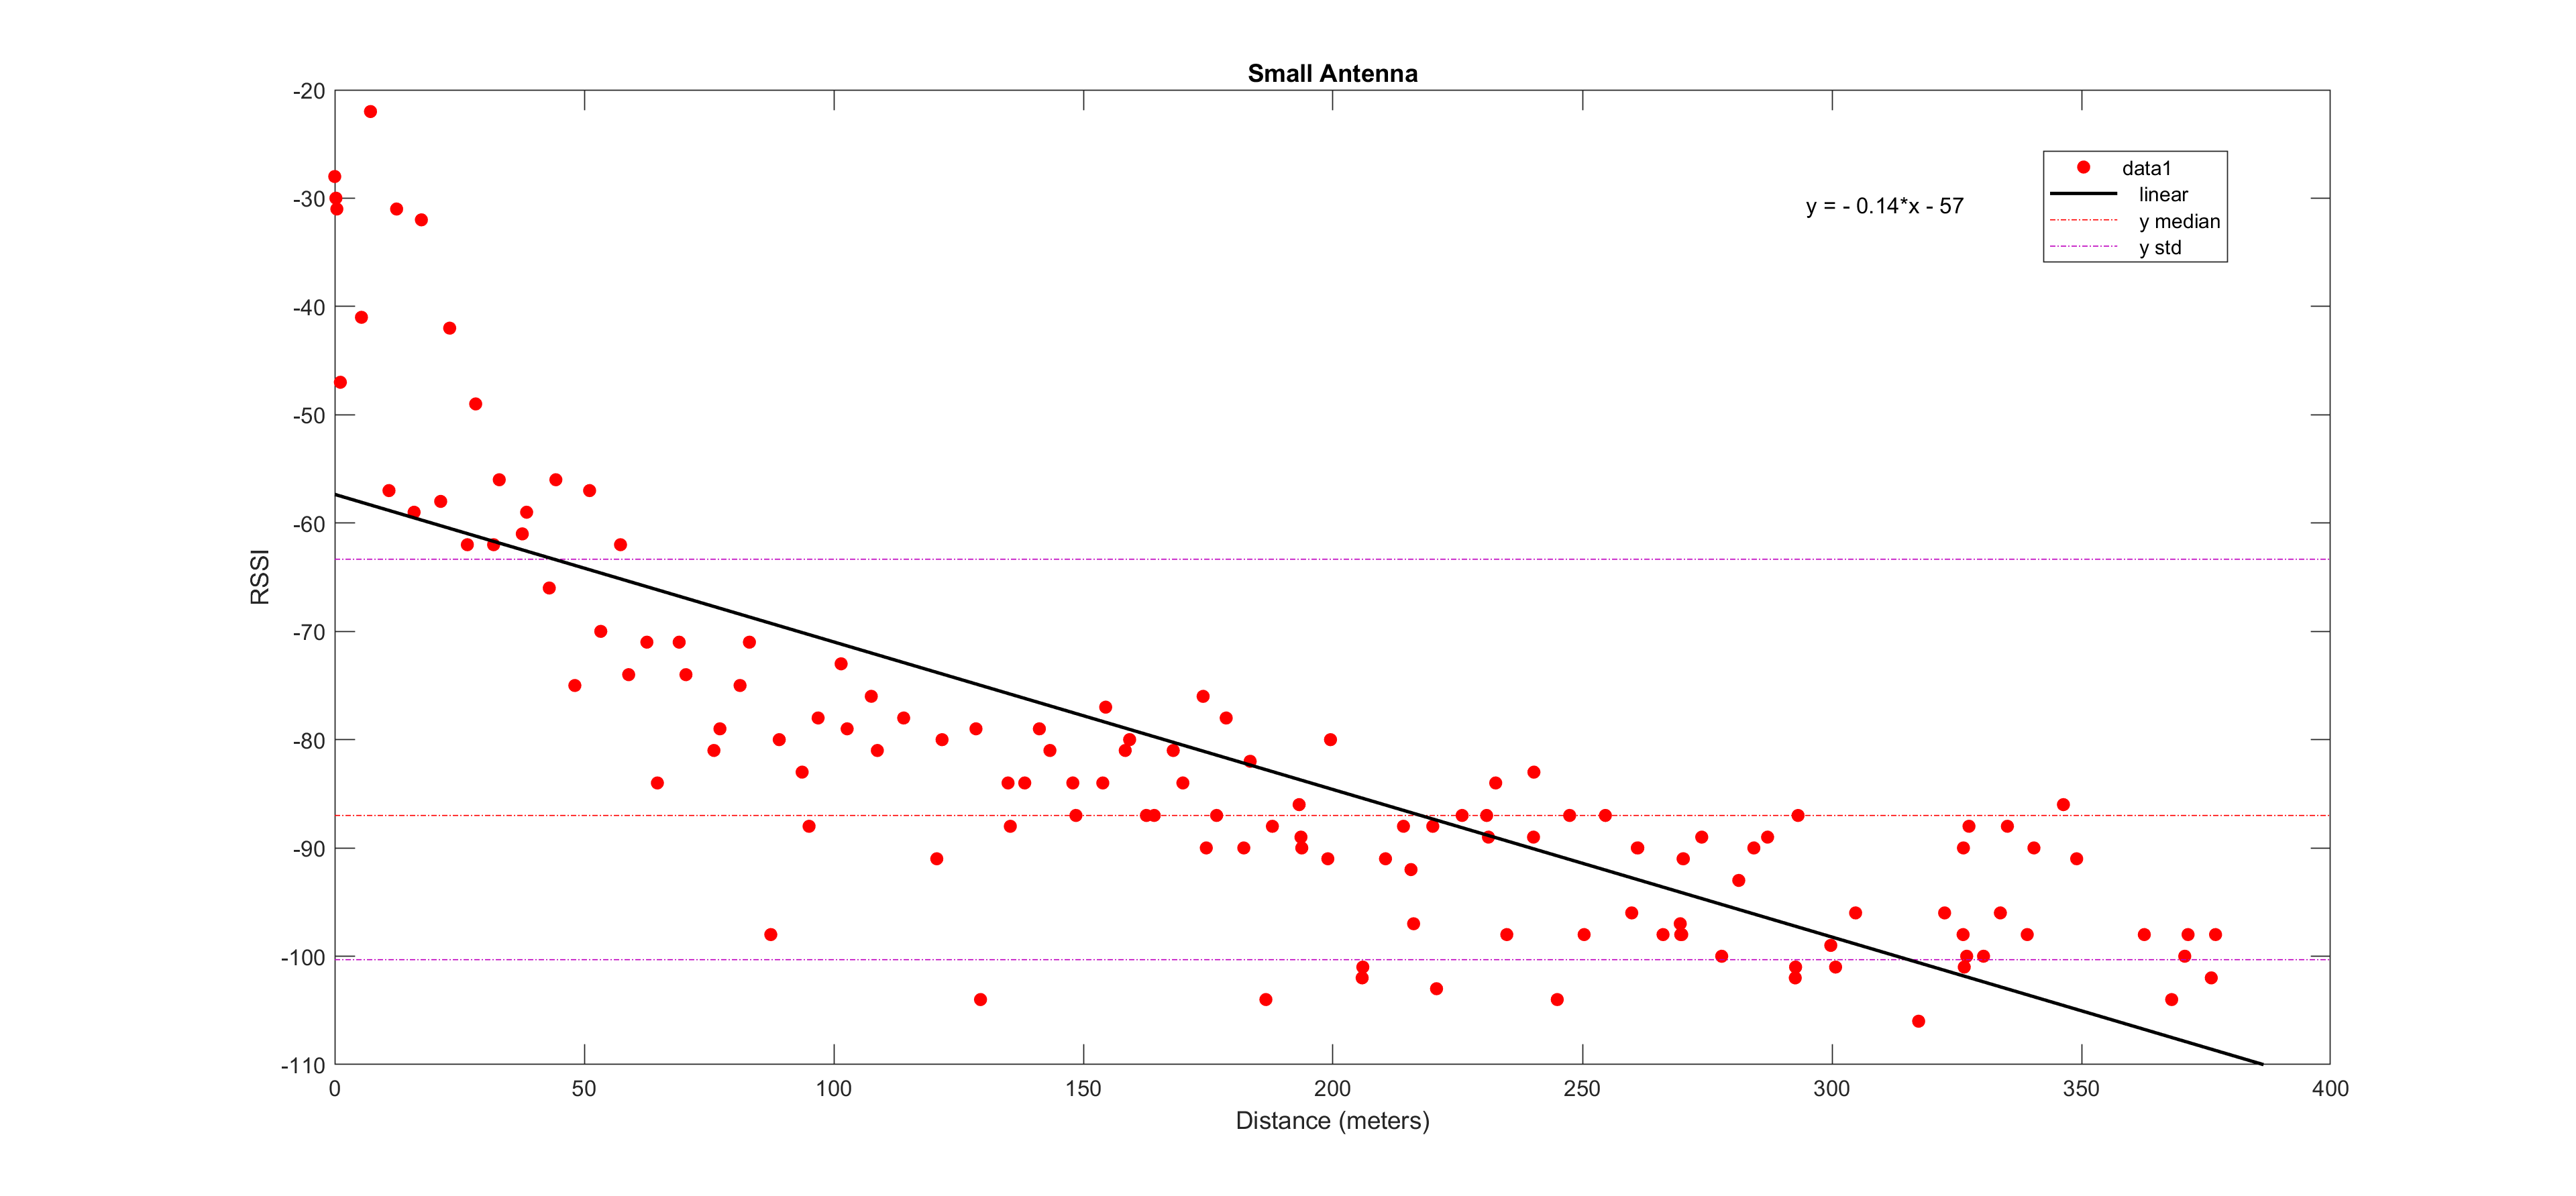 Small Antenna
-20
-30
-40
-50
-60
-70
-80
-90
-100
-110
RSSI
y = - 0.14*x - 57
data1
linear
y median
y std
0 50 100 150 200 250 300 350 400
Distance (meters)